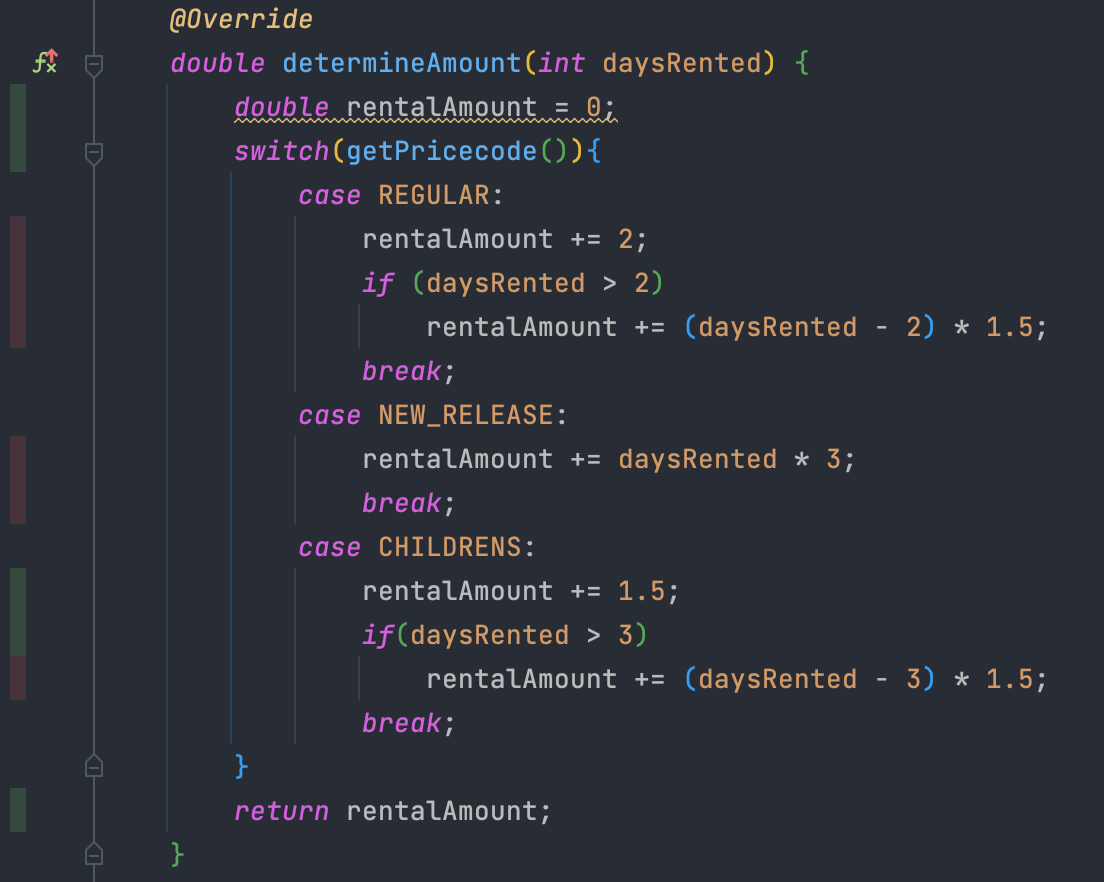 @Override
double determineAmount(int daysRented) {
    double rentalAmount = 0;
    switch(getPricecode()){
        case REGULAR:
            rentalAmount += 2;
            if (daysRented > 2)
                rentalAmount += (daysRented - 2) * 1.5;
            break;
        case NEW_RELEASE:
            rentalAmount += daysRented * 3;
            break;
        case CHILDRENS:
            rentalAmount += 1.5;
            if(daysRented > 3)
                rentalAmount += (daysRented - 3) * 1.5;
            break;
    }
    return rentalAmount;
}